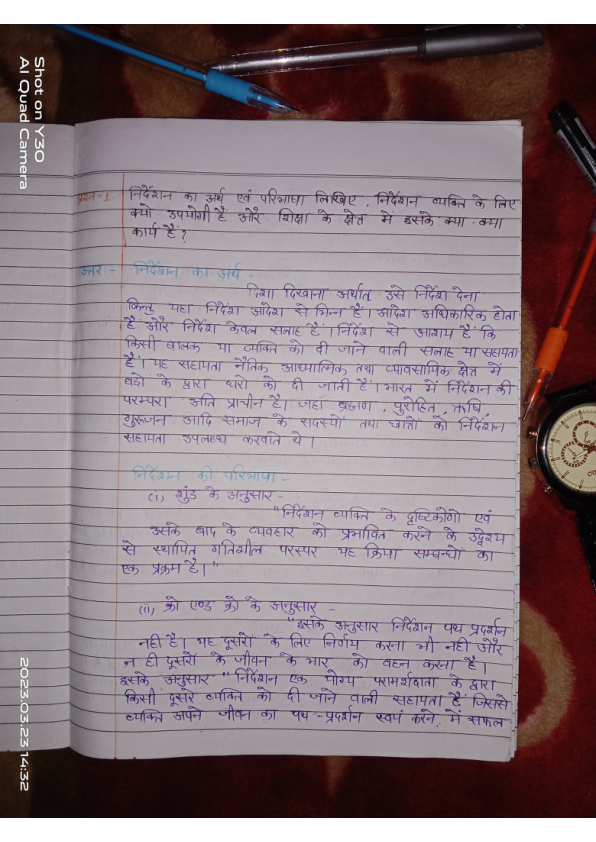 प्रश्न-1 निर्देशन का अर्थ एवं परिभाषा लिखिए, निर्देशन व्यक्ति के लिए
क्यों उपयोगी है और शिक्षा के क्षेत्र में इसके क्या-क्या
कार्य हैं?
उत्तर - निर्देशन का अर्थ -
दिशा दिखाना अर्थात उसे निर्देश देना
किन्तु यहा निर्देश आदेश से भिन्न है। आदेश अधिकारिक होता
है और निर्देश केवल सलाह है। निर्देश से आशय है कि
किसी बालक या व्यक्ति को दी जाने वाली सलाह या सहायता
है। यह सहायता नैतिक आध्यात्मिक तथा व्यावसायिक क्षेत्र में
बडो के द्वारा को दी जाती है। भारत में निर्देशन की
परम्परा अति प्राचीन है। जहा ब्रह्मण, पुरोहित, ऋषि,
गुरूजन आदि समाज के सदस्यों तथा छात्रों को निर्देशन
सहायता उपलब्ध करवाते थे।
निर्देशन की परिभाषा -
(i) शुंड के अनुसार -
"निर्देशन व्यक्ति के दृष्टिकोणो एवं
उसके बाद के व्यवहार को प्रभावित करने के उद्देश्य
से स्थापित गतिशील परस्पर यह क्रिया सम्बन्धों का
एक प्रक्रम है।"
(ii) क्रो एण्ड क्रो के अनुसार -
"इसके अनुसार निर्देशन पथ प्रदर्शन
नही है। यह दूसरों के लिए निर्णय करना भी नही और
न ही दूसरों के जीवन के भार को वहन करना है।
इसके अनुसार "निर्देशन एक योग्य परामर्शदाता के द्वारा
किसी दूसरे व्यक्ति को दी जाने वाली सहायता है जिससे
व्यक्ति अपने जीवन का पथ-प्रदर्शन स्वयं करने में सफल
Shot on Y30
AI Quad Camera
2023.03.23 14:32